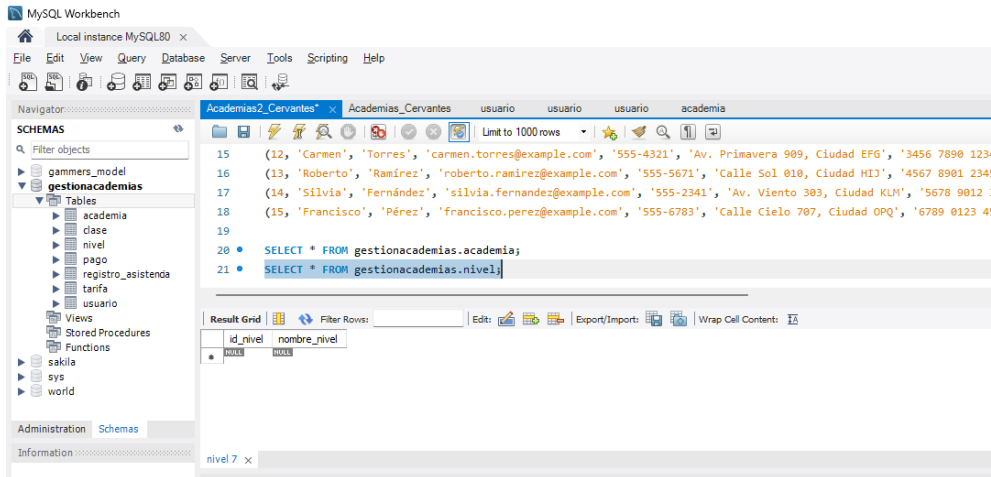 MySQL Workbench
Local instance MySQL80 ×
File Edit View Query Database Server Tools Scripting Help
Navigator
SCHEMAS
Filter objects
gammers_model
gestionacademias
Tables
academia
clase
nivel
pago
registro_asistencia
tarifa
usuario
Views
Stored Procedures
Functions
sakila
sys
world
Administration Schemas
Information
Academias2_Cervantes* × Academias_Cervantes usuario usuario usuario academia
Limit to 1000 rows
15 (12, 'Carmen', 'Torres', 'carmen.torres@example.com', '555-4321', 'Av. Primavera 909, Ciudad EFG', '3456 7890 1234
16 (13, 'Roberto', 'Ramírez', 'roberto.ramirez@example.com', '555-5671', 'Calle Sol 010, Ciudad HIJ', '4567 8901 2345
17 (14, 'Silvia', 'Fernández', 'silvia.fernandez@example.com', '555-2341', 'Av. Viento 303, Ciudad KLM', '5678 9012
18 (15, 'Francisco', 'Pérez', 'francisco.perez@example.com', '555-6783', 'Calle Cielo 707, Ciudad OPQ', '6789 0123
19
20 SELECT * FROM gestionacademias.academia;
21 SELECT * FROM gestionacademias.nivel;
Result Grid Filter Rows: Edit: Export/Import: Wrap Cell Content:
id_nivel nombre_nivel
* NULL NULL
nivel 7 ×